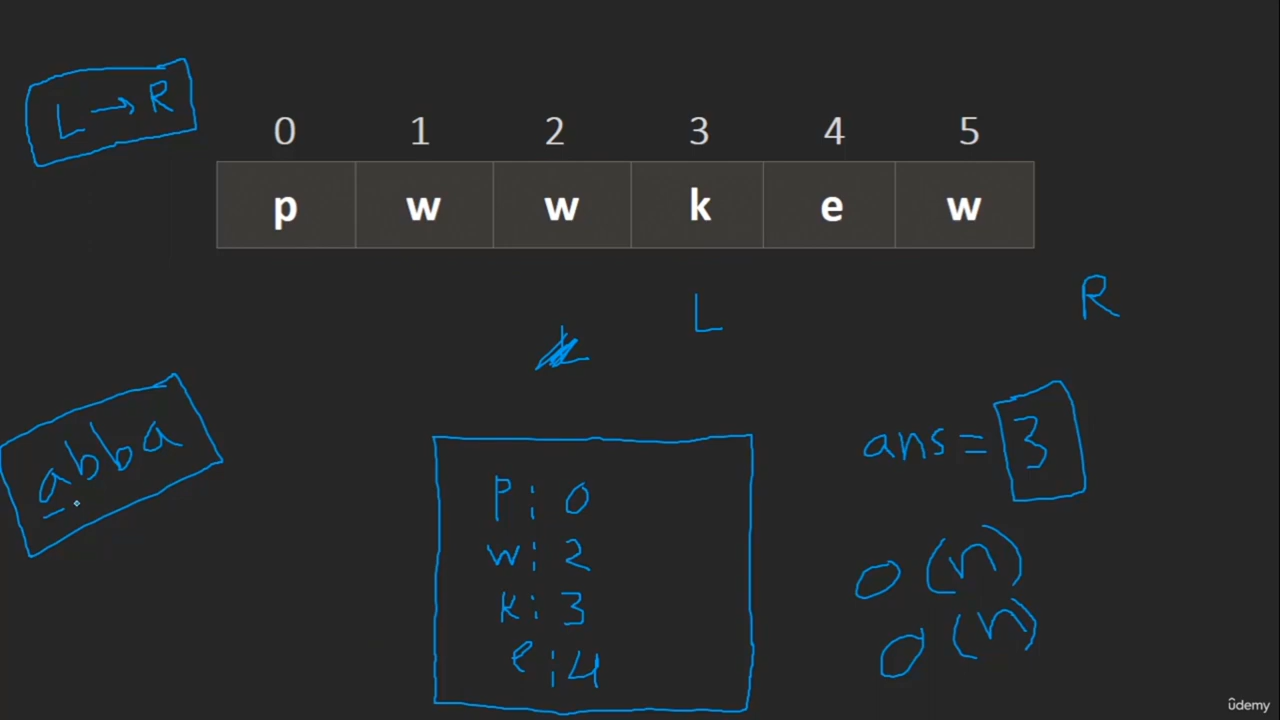 L → R
0 1 2 3 4 5
p w w k e w
L
R
abba
p: 0
w: 2
k: 3
e: 4
ans = 3
O(n)
O(n)
ûdemy